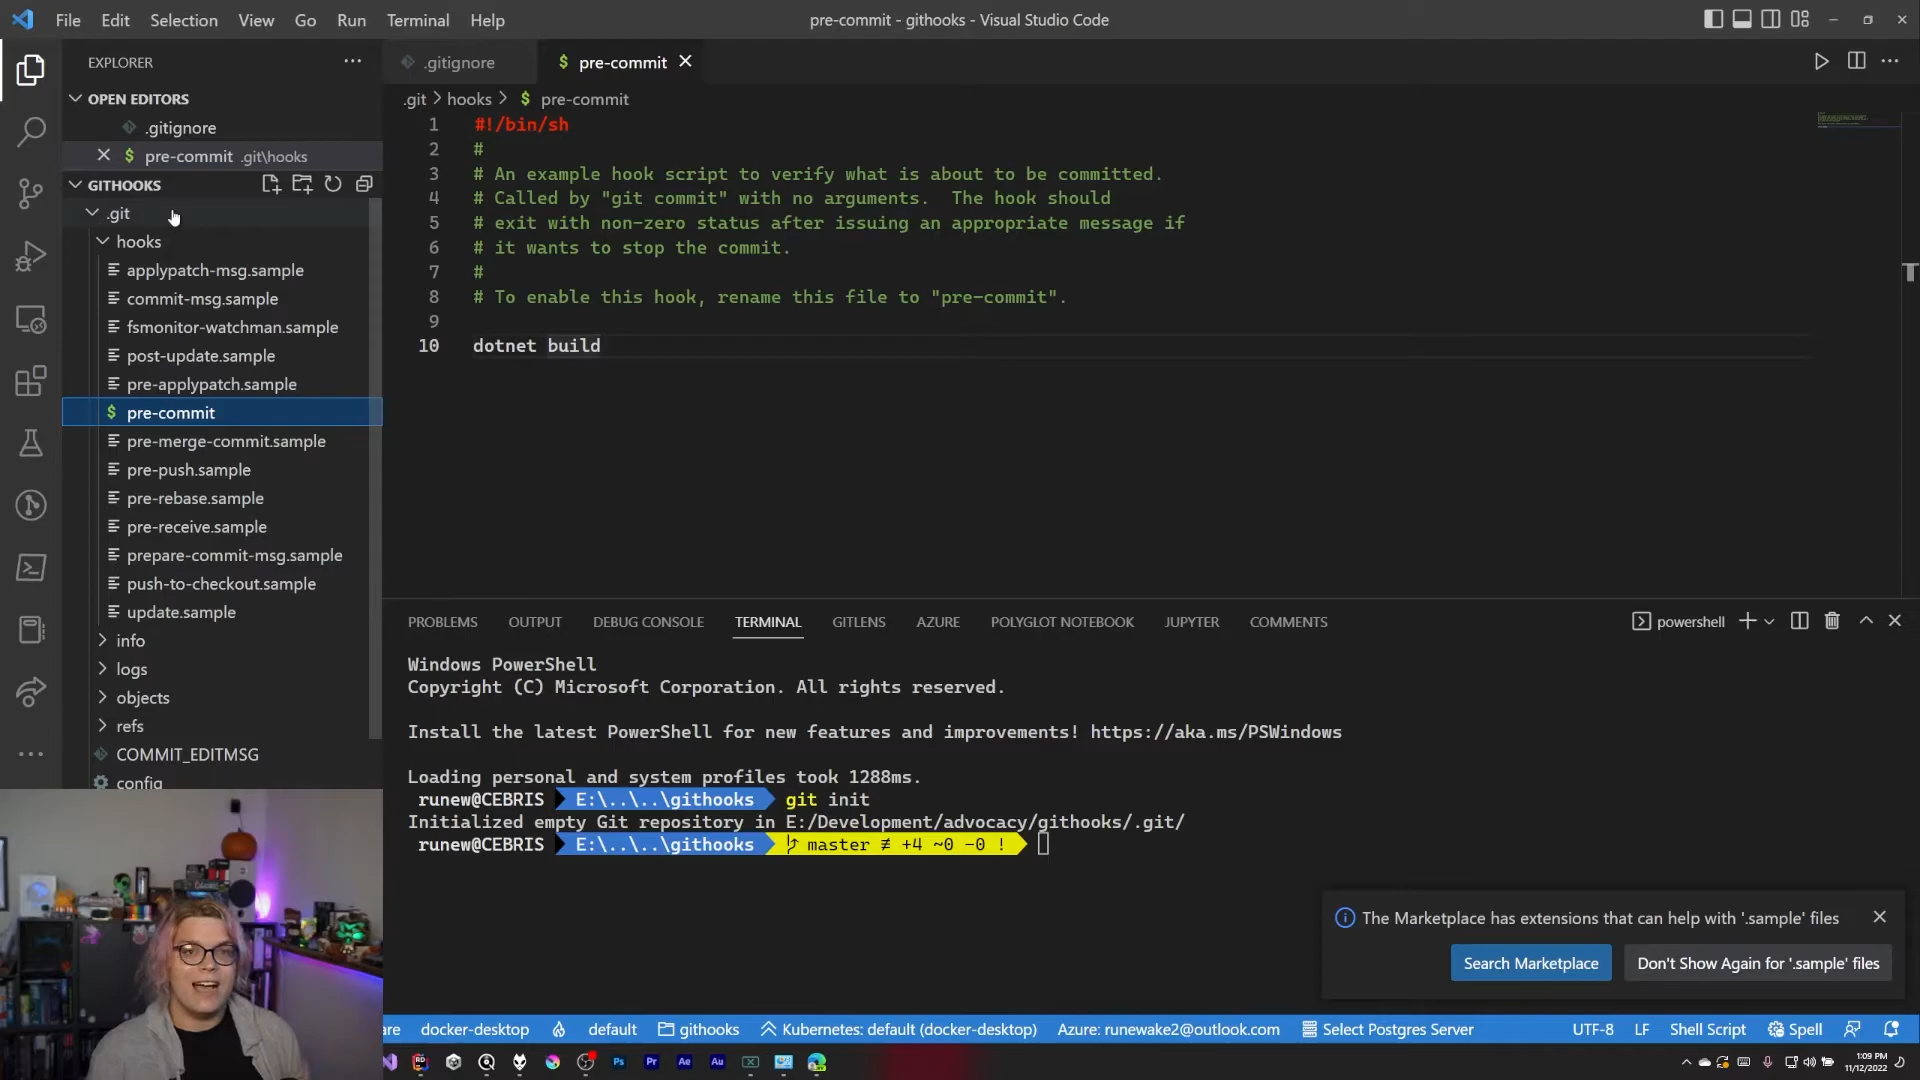 File Edit Selection View Go Run Terminal Help
pre-commit - githooks - Visual Studio Code
EXPLORER
OPEN EDITORS
.gitignore
pre-commit .git\hooks
GITHOOKS
.git
hooks
applypatch-msg.sample
commit-msg.sample
fsmonitor-watchman.sample
post-update.sample
pre-applypatch.sample
$ pre-commit
pre-merge-commit.sample
pre-push.sample
pre-rebase.sample
pre-receive.sample
prepare-commit-msg.sample
push-to-checkout.sample
update.sample
info
logs
objects
refs
COMMIT_EDITMSG
config
.gitignore
$ pre-commit
.git > hooks > $ pre-commit
1 #!/bin/sh
2 #
3 # An example hook script to verify what is about to be committed.
4 # Called by "git commit" with no arguments.  The hook should
5 # exit with non-zero status after issuing an appropriate message if
6 # it wants to stop the commit.
7 #
8 # To enable this hook, rename this file to "pre-commit".
9
10 dotnet build
PROBLEMS OUTPUT DEBUG CONSOLE TERMINAL GITLENS AZURE POLYGLOT NOTEBOOK JUPYTER COMMENTS
powershell
Windows PowerShell
Copyright (C) Microsoft Corporation. All rights reserved.
Install the latest PowerShell for new features and improvements! https://aka.ms/PSWindows
Loading personal and system profiles took 1288ms.
runew@CEBRIS E:\..\..\githooks git init
Initialized empty Git repository in E:/Development/advocacy/githooks/.git/
runew@CEBRIS E:\..\..\githooks master ≢ +4 ~0 -0 !
The Marketplace has extensions that can help with '.sample' files
Search Marketplace
Don't Show Again for '.sample' files
are docker-desktop default githooks Kubernetes: default (docker-desktop) Azure: runewake2@outlook.com Select Postgres Server UTF-8 LF Shell Script Spell
RD Ps Pr Ae Au
1:09 PM
11/12/2022